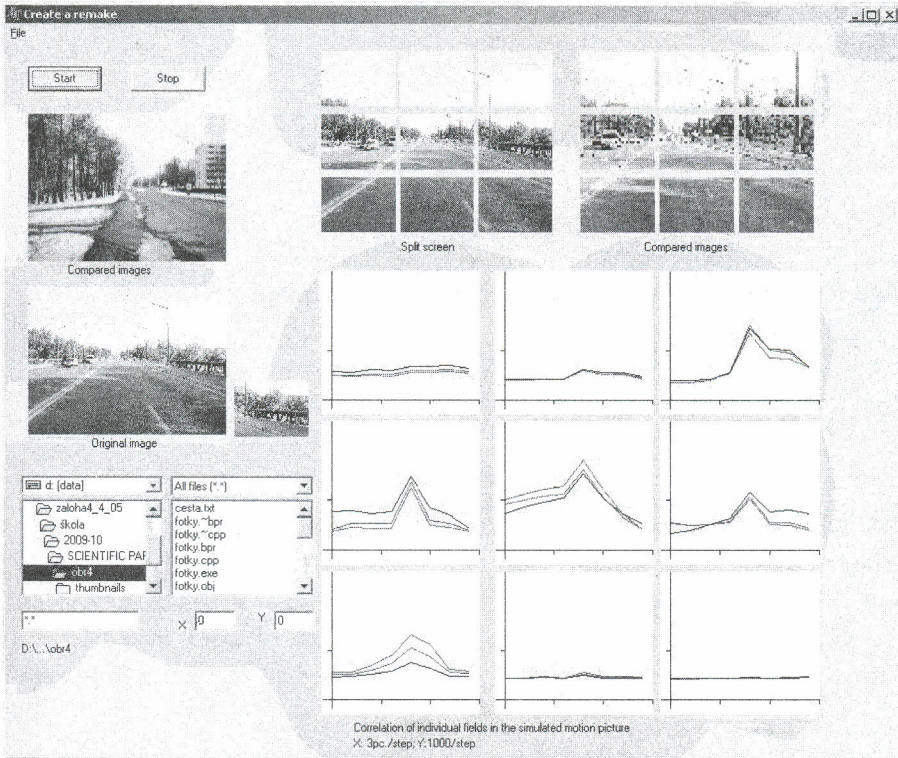 Create a remake
File
Start
Stop
Compared images
Split screen
Compared images
Original image
d: [data]
All files (*.*)
zaloha4_4_05
škola
2009-10
SCIENTIFIC PAF
obr4
thumbnails
cesta.txt
fotky.~bpr
fotky.~cpp
fotky.bpr
fotky.cpp
fotky.exe
fotky.obj
*.*
X 0 Y 0
D:\...\obr4
Correlation of individual fields in the simulated motion picture
X: 3pc./step; Y:1000/step